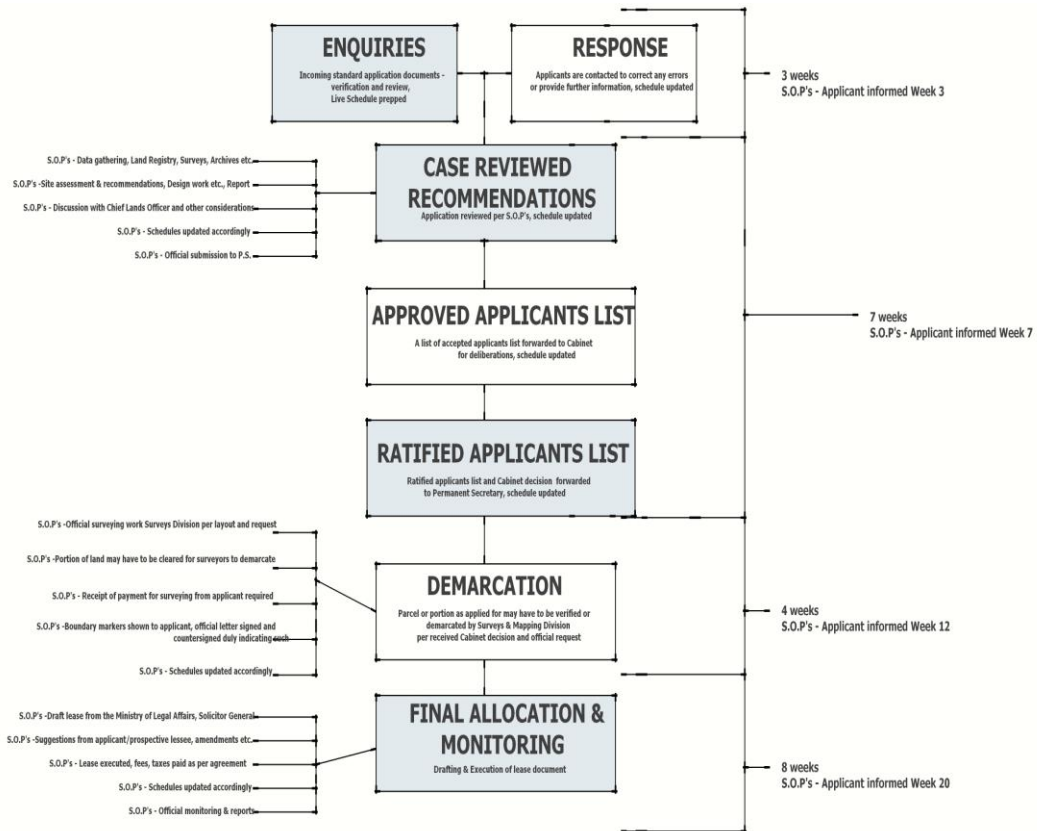 ENQUIRIES
Incoming standard application documents -
verification and review,
Live Schedule prepped
RESPONSE
Applicants are contacted to correct any errors
or provide further information, schedule updated
3 weeks
S.O.P's - Applicant informed Week 3
CASE REVIEWED
RECOMMENDATIONS
Application reviewed per S.O.P's, schedule updated
S.O.P's - Data gathering, Land Registry, Surveys, Archives etc.
S.O.P's -Site assessment & recommendations, Design work etc., Report
S.O.P's - Discussion with Chief Lands Officer and other considerations
S.O.P's - Schedules updated accordingly
S.O.P's - Official submission to P.S.
APPROVED APPLICANTS LIST
A list of accepted applicants list forwarded to Cabinet
for deliberations, schedule updated
7 weeks
S.O.P's - Applicant informed Week 7
RATIFIED APPLICANTS LIST
Ratified applicants list and Cabinet decision forwarded
to Permanent Secretary, schedule updated
S.O.P's -Official surveying work Surveys Division per layout and request
S.O.P's -Portion of land may have to be cleared for surveyors to demarcate
S.O.P's - Receipt of payment for surveying from applicant required
S.O.P's -Boundary markers shown to applicant, official letter signed and
countersigned duly indicating such
S.O.P's - Schedules updated accordingly
DEMARCATION
Parcel or portion as applied for may have to be verified or
demarcated by Surveys & Mapping Division
per received Cabinet decision and official request
4 weeks
S.O.P's - Applicant informed Week 12
FINAL ALLOCATION &
MONITORING
Drafting & Execution of lease document
S.O.P's -Draft lease from the Ministry of Legal Affairs, Solicitor General
S.O.P's -Suggestions from applicant/prospective lessee, amendments etc.
S.O.P's - Lease executed, fees, taxes paid as per agreement
S.O.P's - Schedules updated accordingly
S.O.P's - Official monitoring & reports
8 weeks
S.O.P's - Applicant informed Week 20